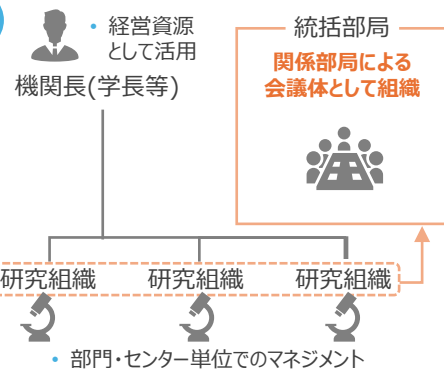 ・経営資源
として活用
機関長(学長等)
統括部局
関係部局による
会議体として組織
研究組織 研究組織 研究組織
・部門・センター単位でのマネジメント